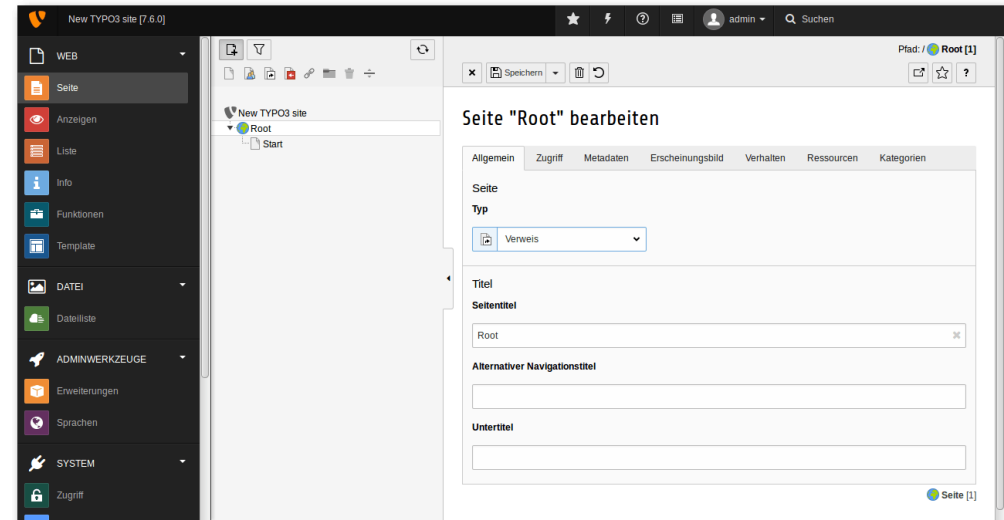 New TYPO3 site [7.6.0]
admin
Suchen
WEB
Seite
Anzeigen
Liste
Info
Funktionen
Template
DATEI
Dateiliste
ADMINWERKZEUGE
Erweiterungen
Sprachen
SYSTEM
Zugriff
New TYPO3 site
Root
Start
Pfad: / Root [1]
Speichern
Seite "Root" bearbeiten
Allgemein Zugriff Metadaten Erscheinungsbild Verhalten Ressourcen Kategorien
Seite
Typ
Verweis
Titel
Seitentitel
Root
Alternativer Navigationstitel
Untertitel
Seite [1]